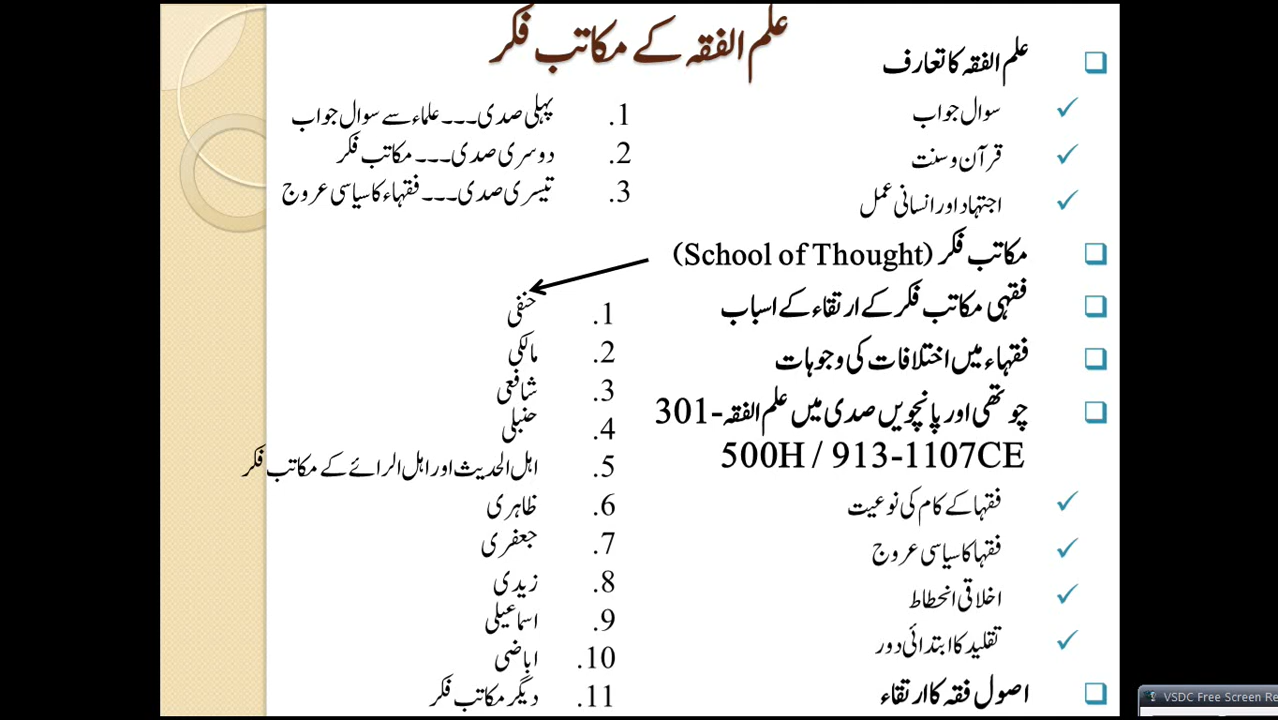 علم الفقہ کے مکاتب فکر
علم الفقہ کا تعارف
سوال جواب
قرآن و سنت
اجتہاد اور انسانی عمل
مکاتب فکر (School of Thought)
فقہی مکاتب فکر کے ارتقاء کے اسباب
فقہاء میں اختلافات کی وجوہات
چوتھی اور پانچویں صدی میں علم الفقہ-301
500H / 913-1107CE
فقہا کے کام کی نوعیت
فقہا کا سیاسی عروج
اخلاقی انحطاط
تقلید کا ابتدائی دور
اصول فقہ کا ارتقاء
1. پہلی صدی۔۔۔ علماء سے سوال جواب
2. دوسری صدی۔۔۔ مکاتب فکر
3. تیسری صدی۔۔۔ فقہاء کا سیاسی عروج
1. حنفی
2. مالکی
3. شافعی
4. حنبلی
5. اہل الحدیث اور اہل الرائے کے مکاتب فکر
6. ظاہری
7. جعفری
8. زیدی
9. اسماعیلی
10. اباضی
11. دیگر مکاتب فکر
VSDC Free Screen Re